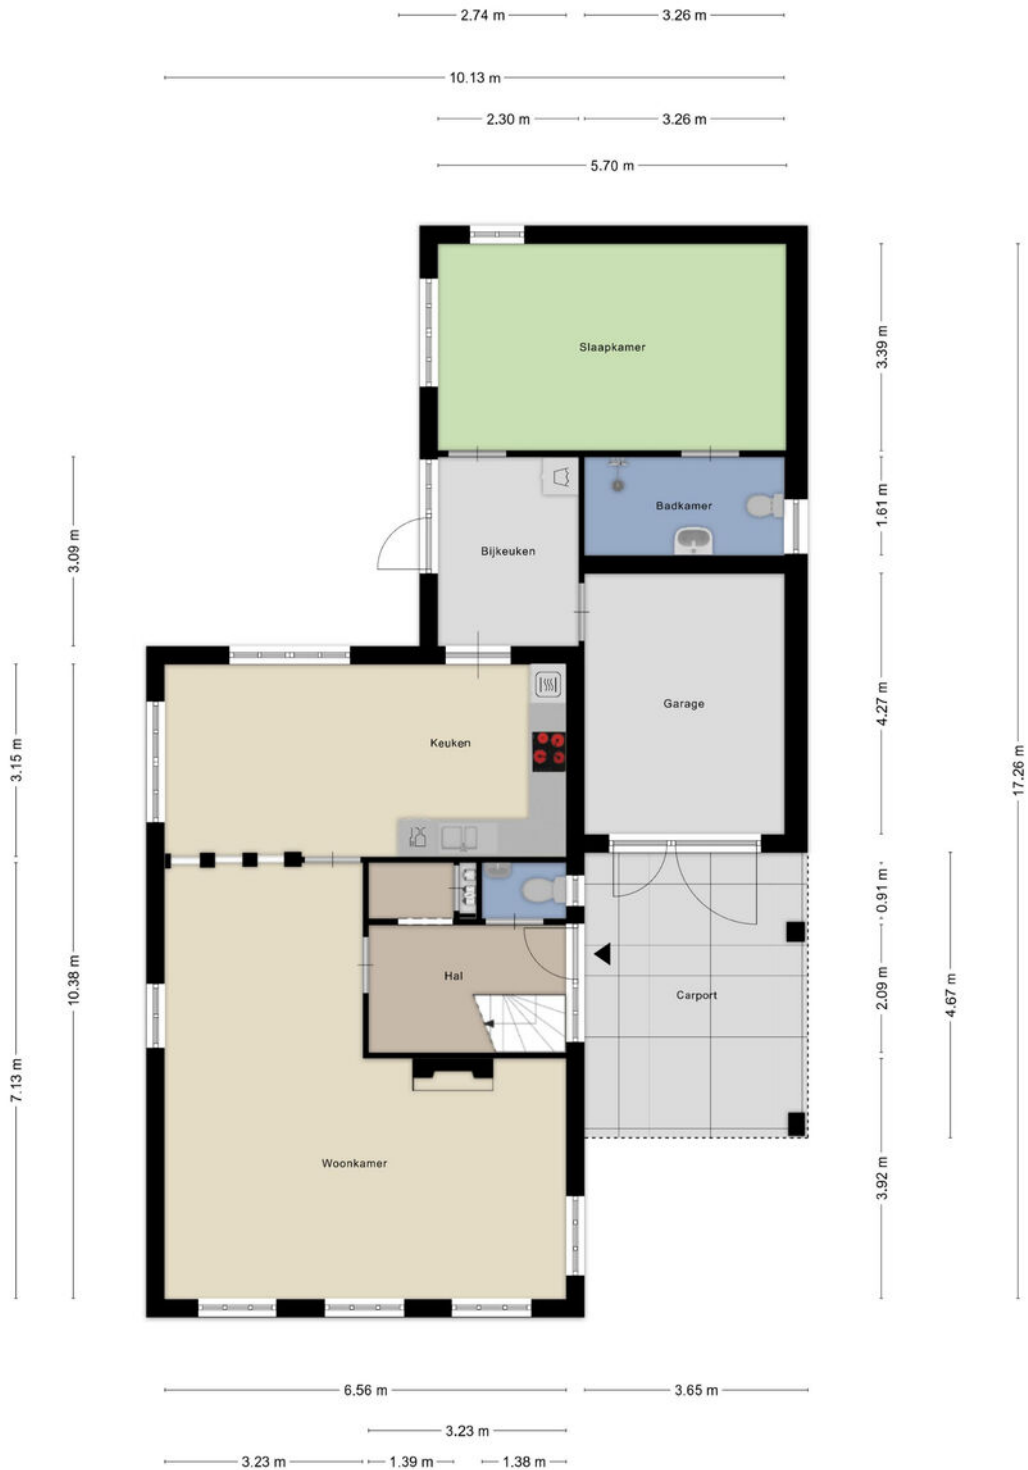 2.74 m 3.26 m
10.13 m
2.30 m 3.26 m
5.70 m
Slaapkamer
3.39 m
Badkamer
1.61 m
Bijkeuken
3.09 m
Garage
4.27 m
17.26 m
Keuken
3.15 m
0.91 m
Hal
Carport
2.09 m
4.67 m
10.38 m
7.13 m
Woonkamer
3.92 m
6.56 m 3.65 m
3.23 m
3.23 m 1.39 m 1.38 m